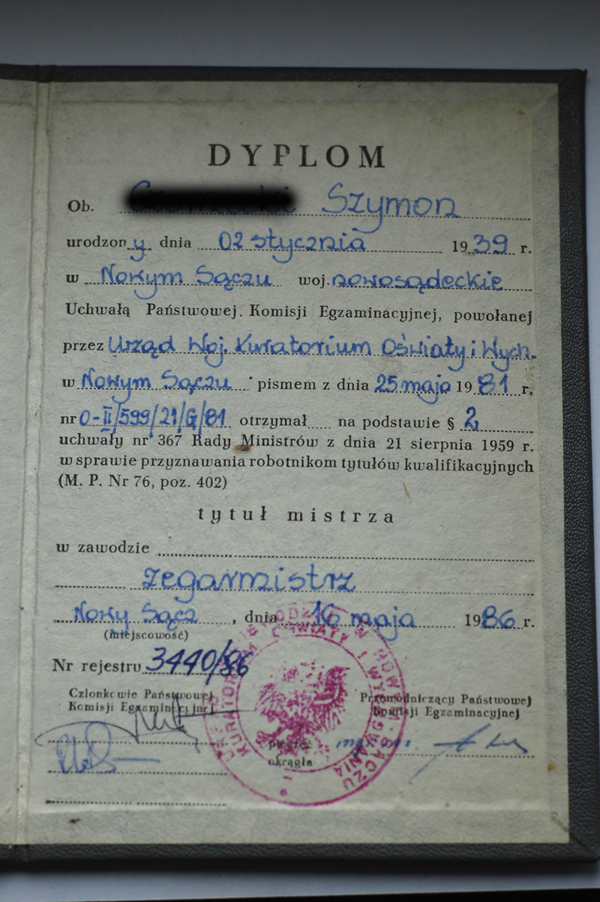 DYPLOM
Ob. Szymon
urodzony dnia 02 stycznia 1939 r.
w Nowym Sączu woj. nowosądeckie
Uchwałą Państwowej Komisji Egzaminacyjnej, powołanej
przez Urząd Woj. Kuratorium Oświaty i Wych.
w Nowym Sączu pismem z dnia 25 maja 1981 r.
nr O-II/599/21/G/81 otrzymał na podstawie § 2
uchwały nr 367 Rady Ministrów z dnia 21 sierpnia 1959 r.
w sprawie przyznawania robotnikom tytułów kwalifikacyjnych
(M. P. Nr 76, poz. 402)
tytuł mistrza
w zawodzie
zegarmistrz
Nowy Sącz, dnia 16 maja 1986 r.
(miejscowość)
Nr rejestru 3440/86
Członkowie Państwowej Przewodniczący Państwowej
Komisji Egzaminacyjnej Komisji Egzaminacyjnej
okrągła